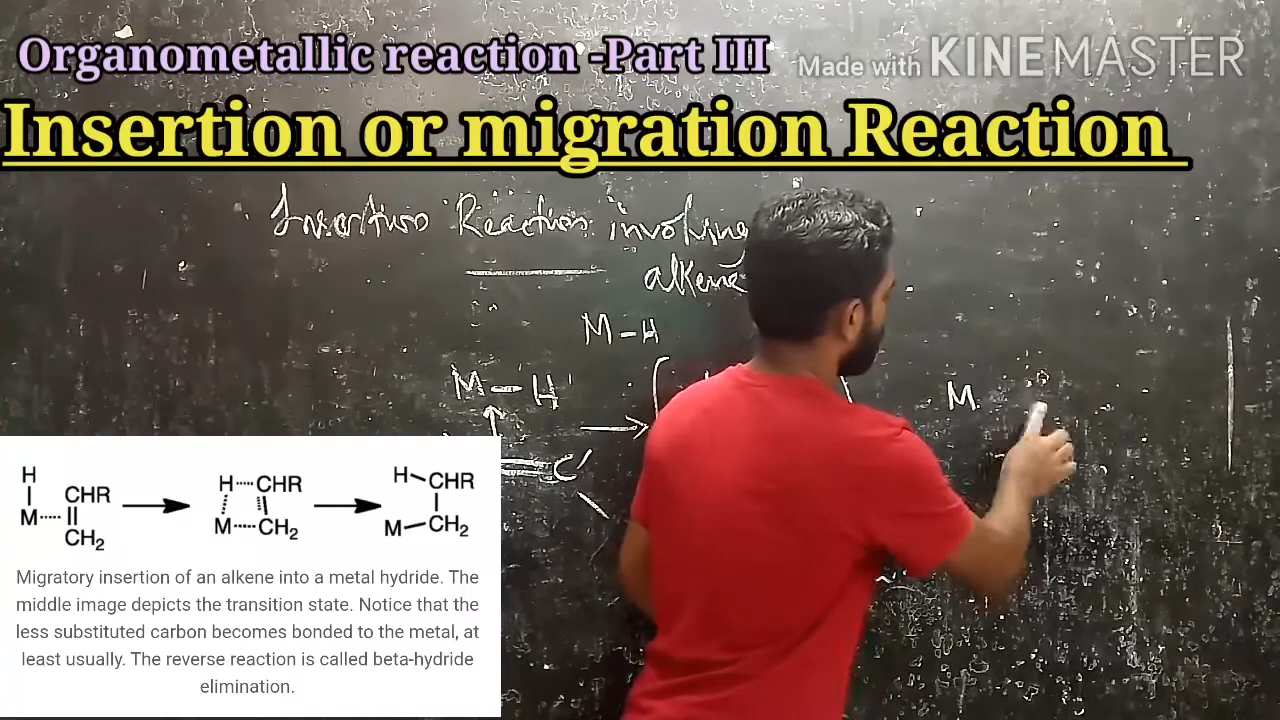 Organometallic reaction -Part III
Made with KINEMASTER
Insertion or migration Reaction
Insertion Reaction involving
alkene
M-H
M-H
M
C
H
M
CHR
CH2
H CHR
M CH2
H CHR
M CH2
Migratory insertion of an alkene into a metal hydride. The
middle image depicts the transition state. Notice that the
less substituted carbon becomes bonded to the metal, at
least usually. The reverse reaction is called beta-hydride
elimination.